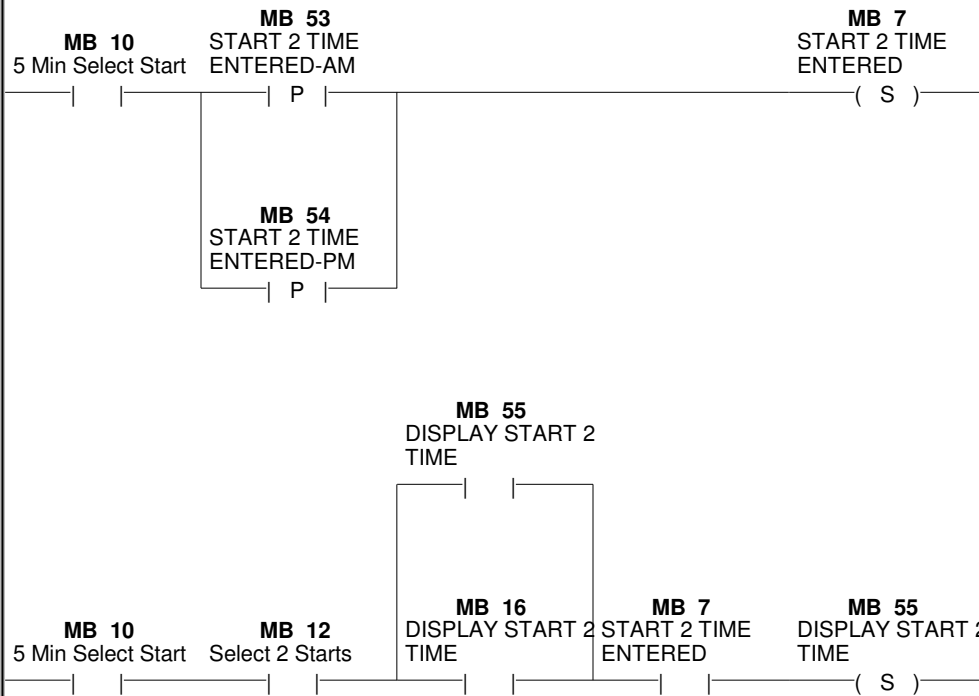 MB 53
START 2 TIME
ENTERED-AM
MB 10
5 Min Select Start
P
MB 7
START 2 TIME
ENTERED
( S )
MB 54
START 2 TIME
ENTERED-PM
P
MB 55
DISPLAY START 2
TIME
MB 10
5 Min Select Start
MB 12
Select 2 Starts
MB 16
DISPLAY START 2
TIME
MB 7
START 2 TIME
ENTERED
MB 55
DISPLAY START 2
TIME
( S )